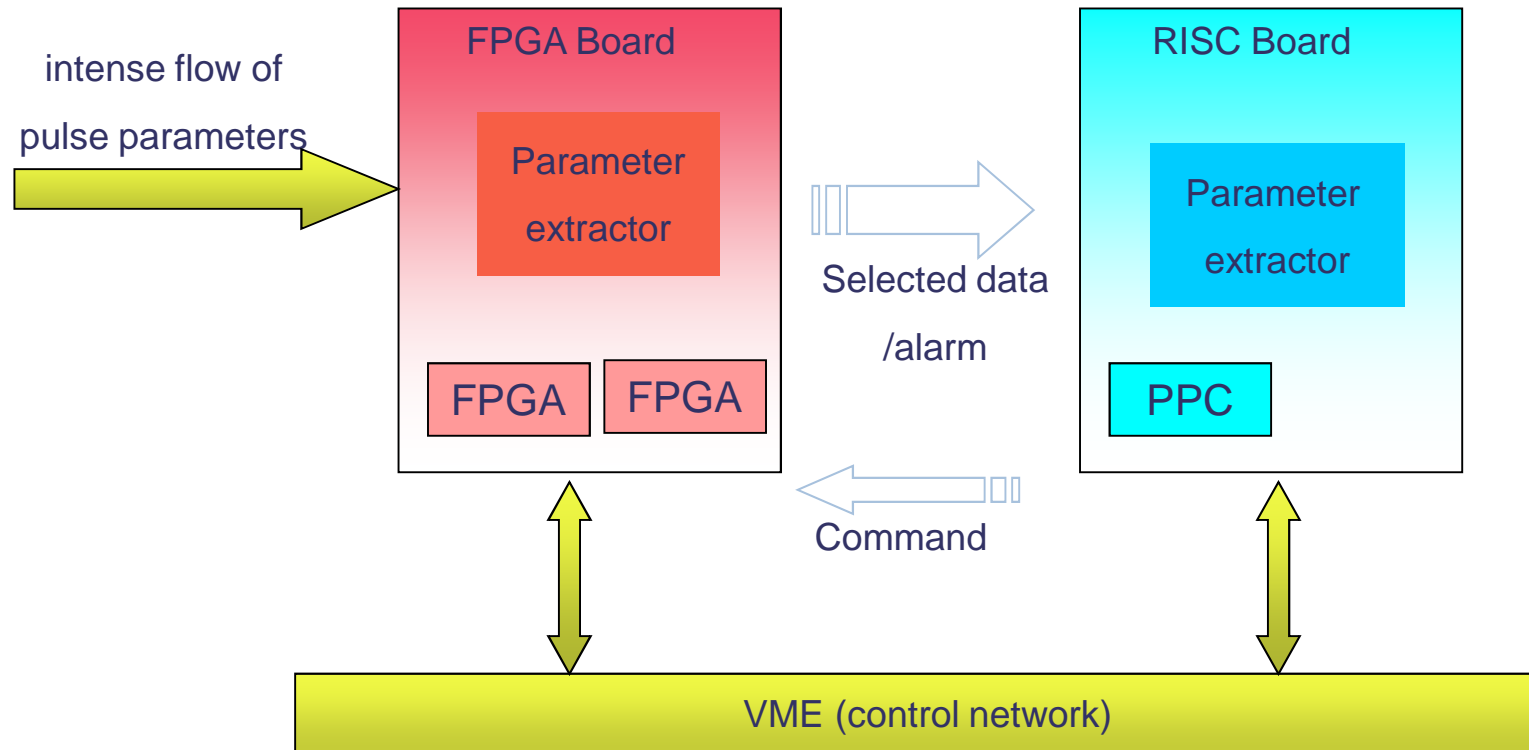 intense flow of
pulse parameters
FPGA Board
Parameter
extractor
FPGA
FPGA
Selected data
/alarm
Command
RISC Board
Parameter
extractor
PPC
VME (control network)